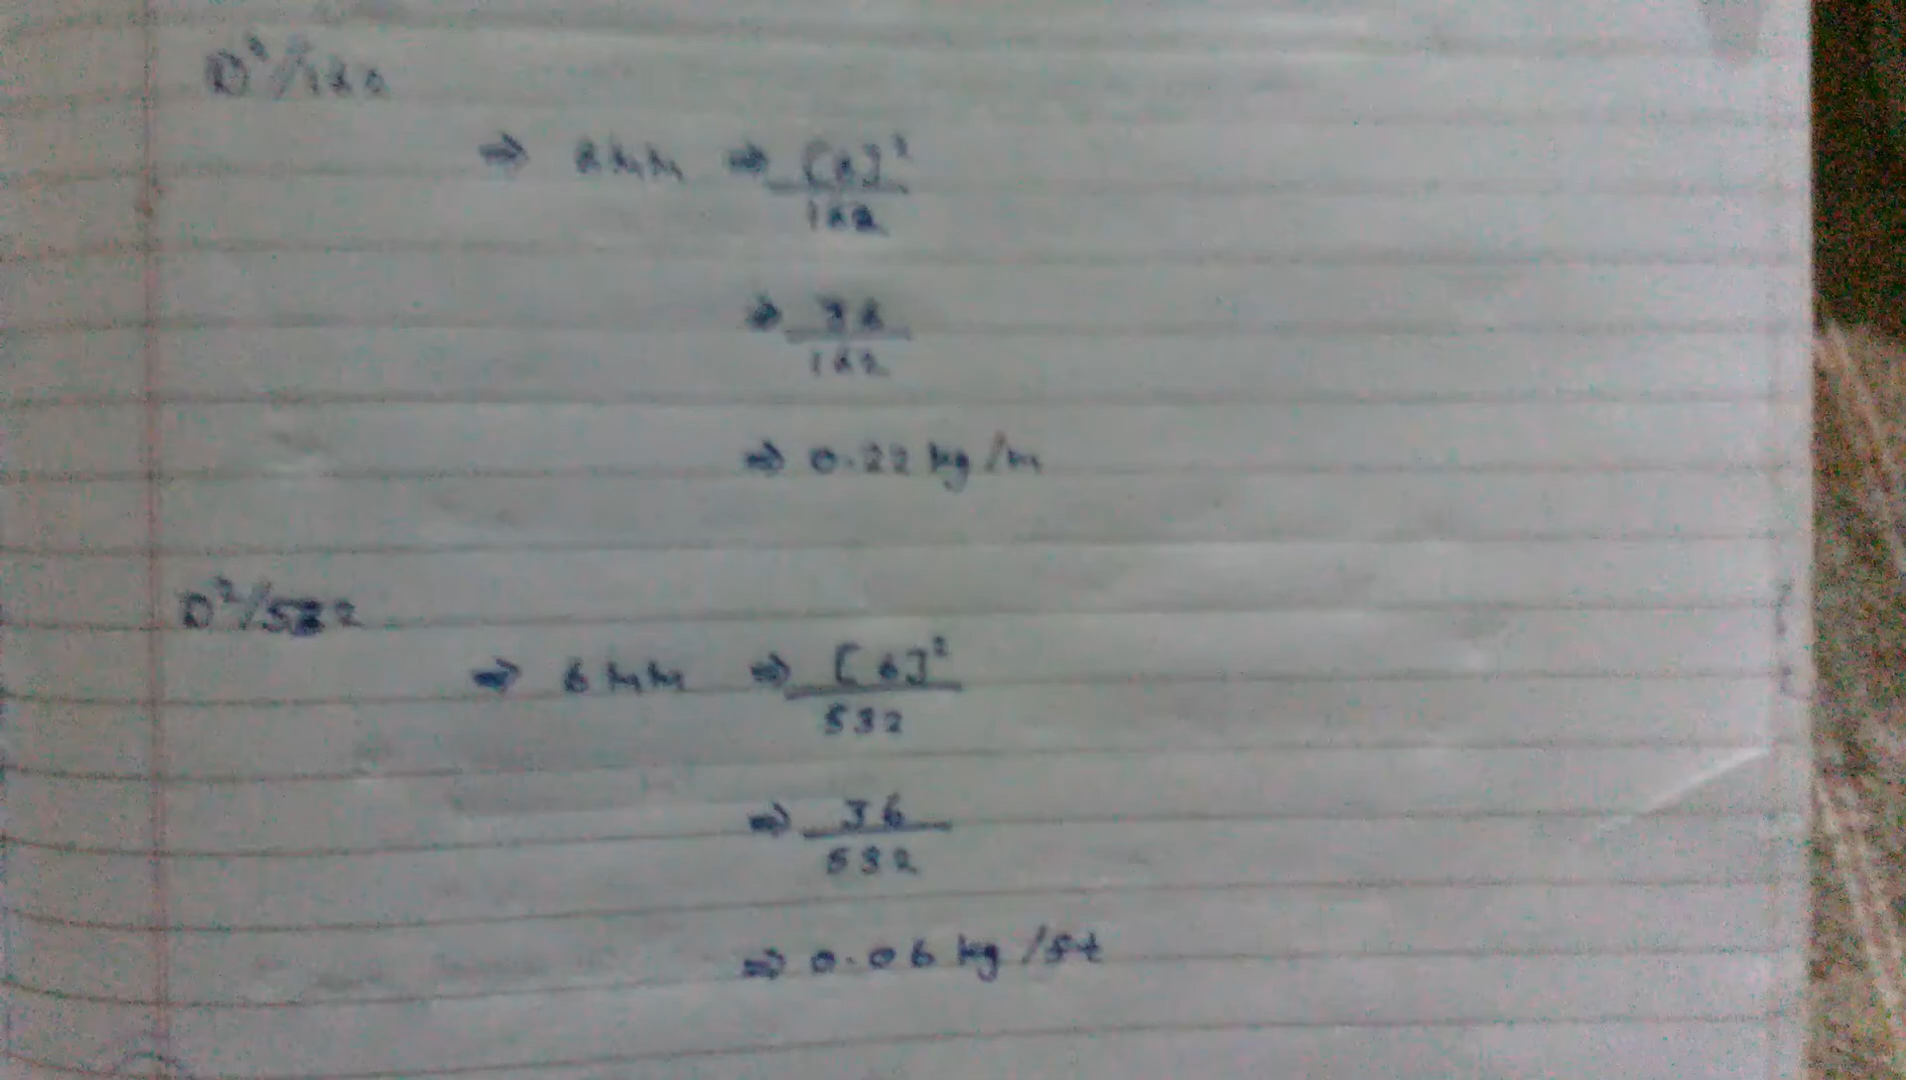 D²/162
⇒ 6mm ⇒ [6]²
162
⇒ 36
162
⇒ 0.22 kg/m
D²/532
⇒ 6mm ⇒ [6]²
532
⇒ 36
532
⇒ 0.06 kg/ft